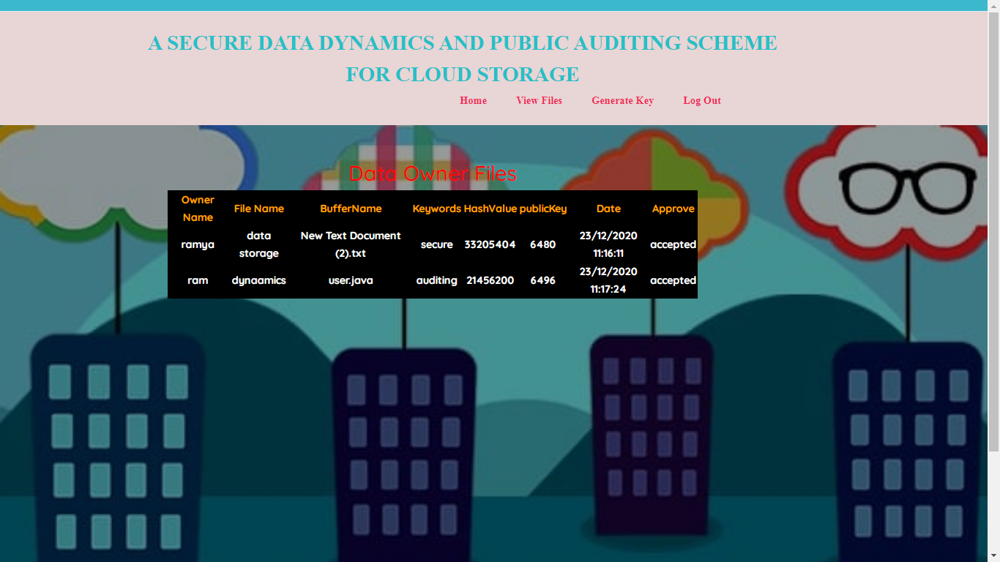 A SECURE DATA DYNAMICS AND PUBLIC AUDITING SCHEME
FOR CLOUD STORAGE
Home View Files Generate Key Log Out
Data Owner Files
Owner Name File Name BufferName Keywords HashValue publicKey Date Approve
ramya data storage New Text Document (2).txt secure 33205404 6480 23/12/2020 11:16:11 accepted
ram dynaamics user.java auditing 21456200 6496 23/12/2020 11:17:24 accepted